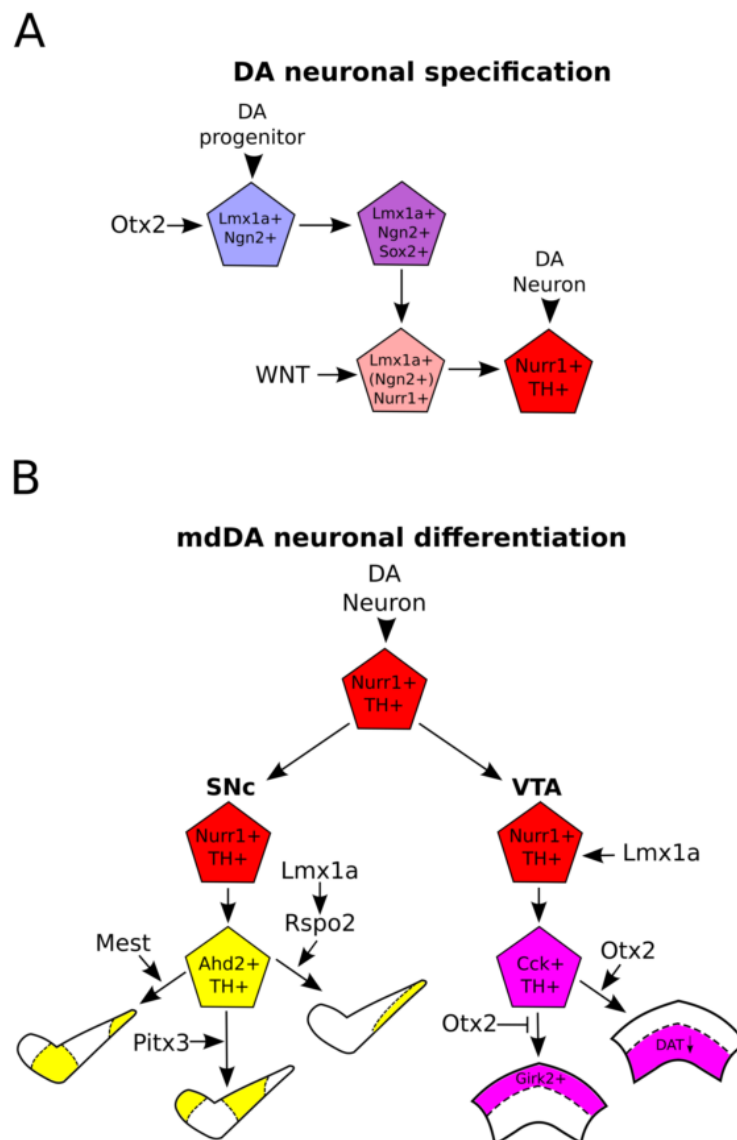 A
DA neuronal specification
DA
progenitor
Otx2
Lmx1a+
Ngn2+
Lmx1a+
Ngn2+
Sox2+
DA
Neuron
WNT
Lmx1a+
(Ngn2+)
Nurr1+
Nurr1+
TH+
B
mdDA neuronal differentiation
DA
Neuron
Nurr1+
TH+
SNc
VTA
Nurr1+
TH+
Nurr1+
TH+
Lmx1a
Lmx1a
Rspo2
Mest
Ahd2+
TH+
Cck+
TH+
Otx2
Pitx3
Otx2
DAT
Girk2+